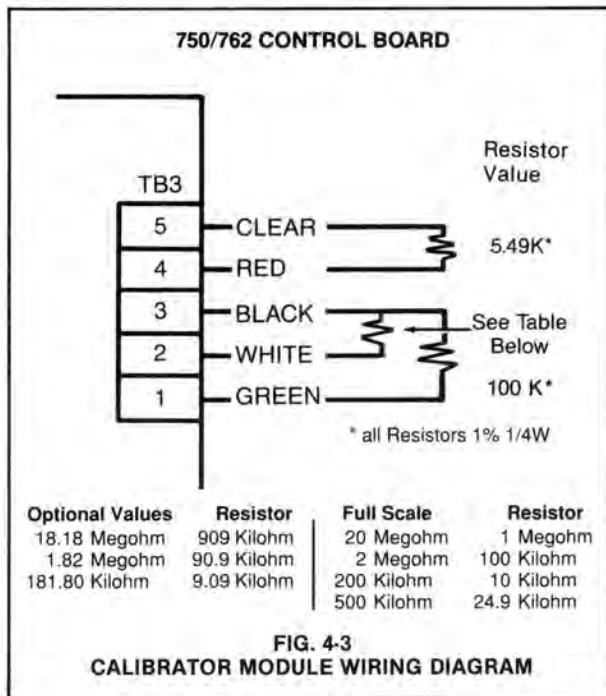 750/762 CONTROL BOARD
Resistor
Value
TB3
5 CLEAR
5.49K*
4 RED
3 BLACK
See Table
Below
2 WHITE
100 K*
1 GREEN
* all Resistors 1% 1/4W
Optional Values Resistor Full Scale Resistor
18.18 Megohm 909 Kilohm 20 Megohm 1 Megohm
1.82 Megohm 90.9 Kilohm 2 Megohm 100 Kilohm
181.80 Kilohm 9.09 Kilohm 200 Kilohm 10 Kilohm
500 Kilohm 24.9 Kilohm
FIG. 4-3
CALIBRATOR MODULE WIRING DIAGRAM